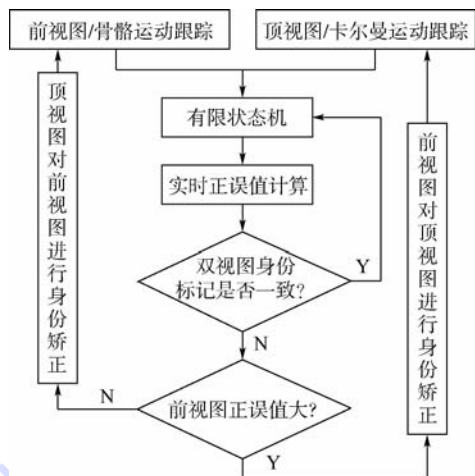 前视图/骨骼运动跟踪
顶视图/卡尔曼运动跟踪
有限状态机
实时正误值计算
双视图身份
标记是否一致?
Y
N
前视图正误值大?
N
Y
顶视图对前视图进行身份矫正
前视图对顶视图进行身份矫正